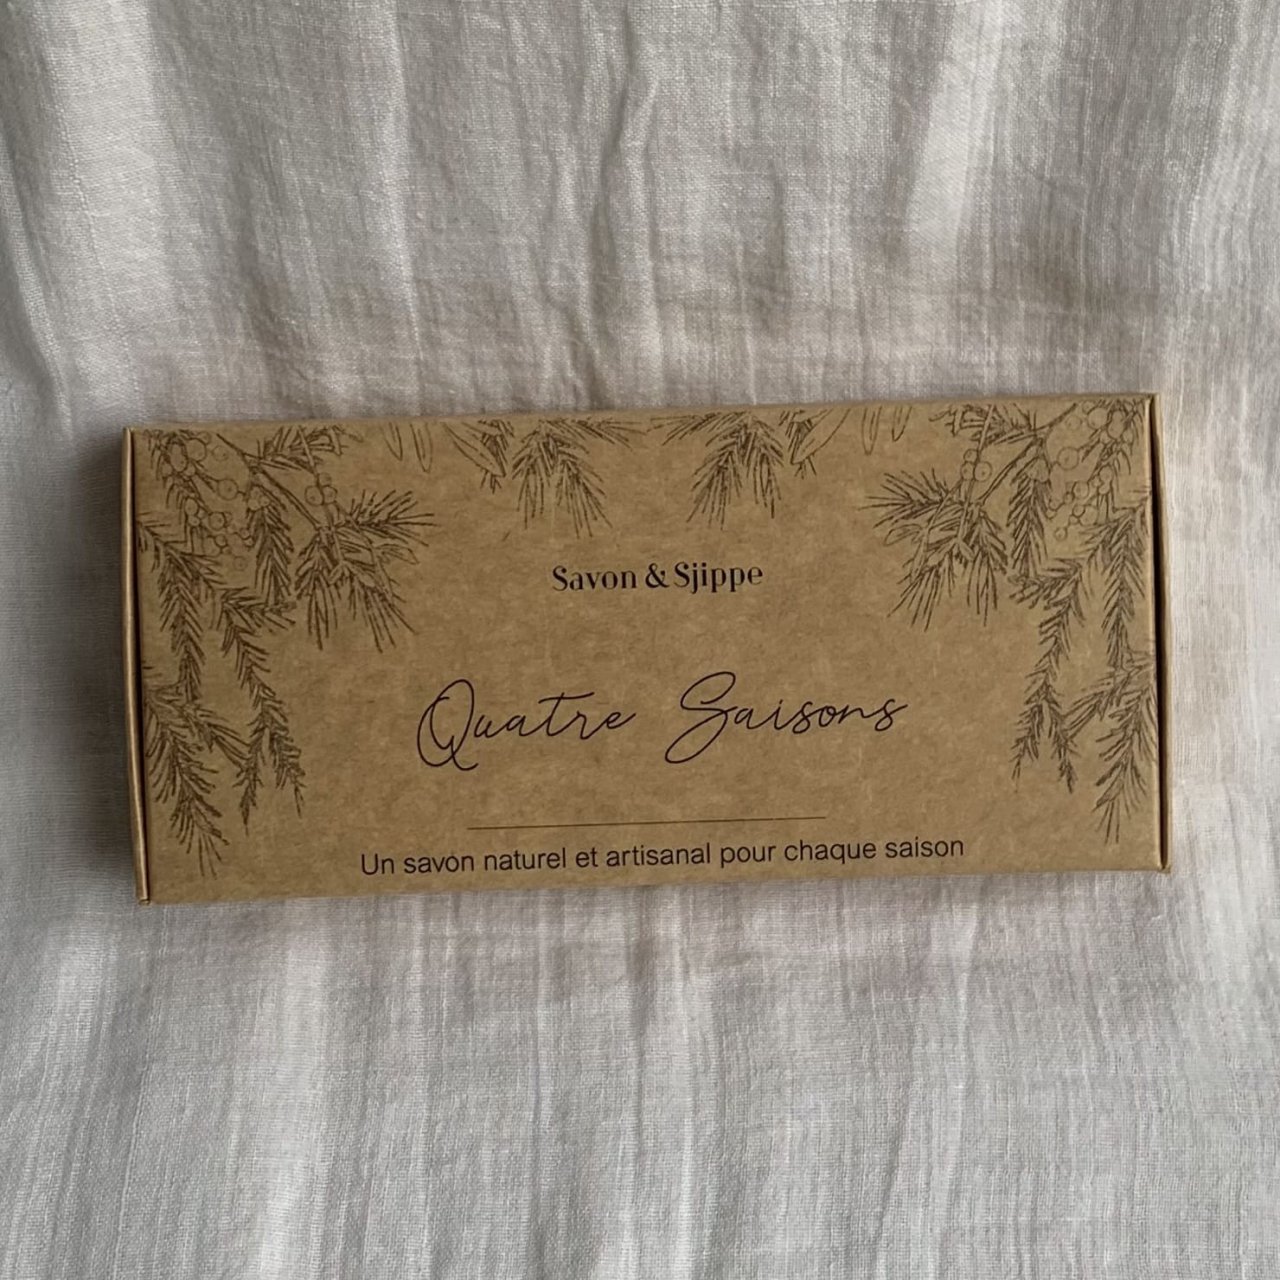 Savon & Sjippe
Quatre Saisons
Un savon naturel et artisanal pour chaque saison